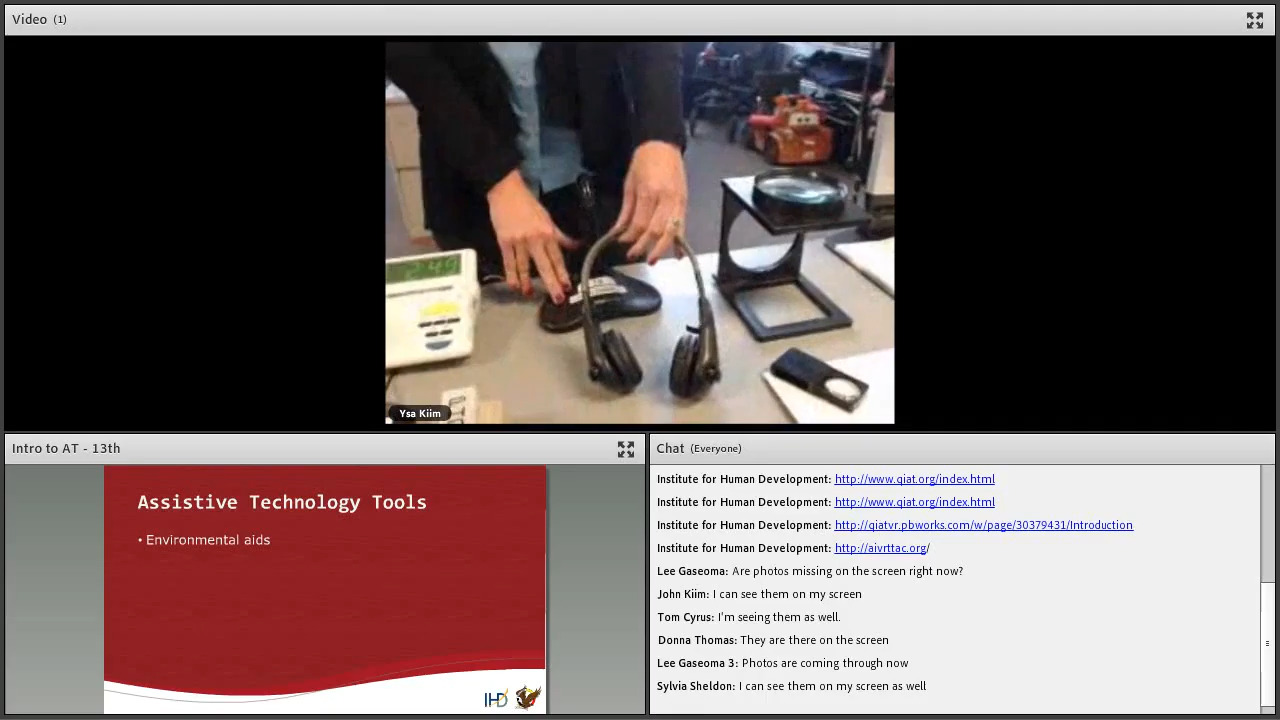 Video (1)
2:49
Ysa Kiim
Intro to AT - 13th
Assistive Technology Tools
• Environmental aids
IHD
Chat (Everyone)
Institute for Human Development: http://www.qiat.org/index.html
Institute for Human Development: http://www.qiat.org/index.html
Institute for Human Development: http://qiatvr.pbworks.com/w/page/30379431/Introduction
Institute for Human Development: http://aivrttac.org/
Lee Gaseoma: Are photos missing on the screen right now?
John Kiim: I can see them on my screen
Tom Cyrus: I'm seeing them as well.
Donna Thomas: They are there on the screen
Lee Gaseoma 3: Photos are coming through now
Sylvia Sheldon: I can see them on my screen as well